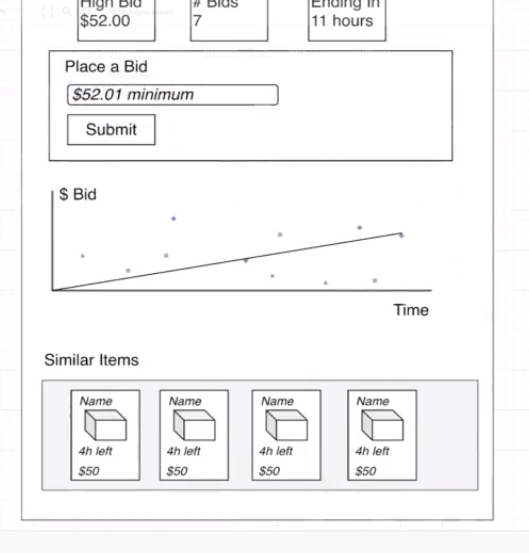 High Bid
$52.00
# Bids
7
Ending In
11 hours
Place a Bid
$52.01 minimum
Submit
$ Bid
Time
Similar Items
Name
4h left
$50
Name
4h left
$50
Name
4h left
$50
Name
4h left
$50